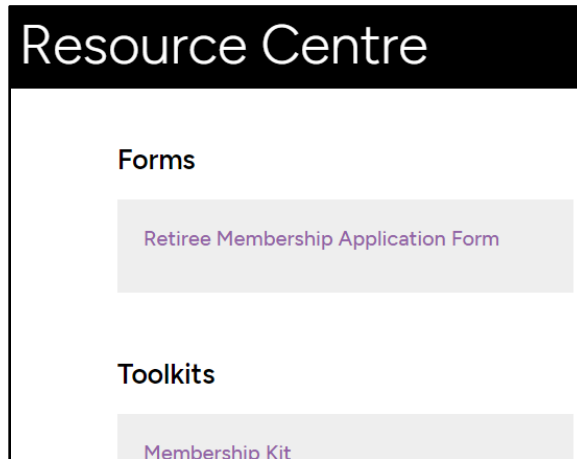 Resource Centre
Forms
Retiree Membership Application Form
Toolkits
Membership Kit